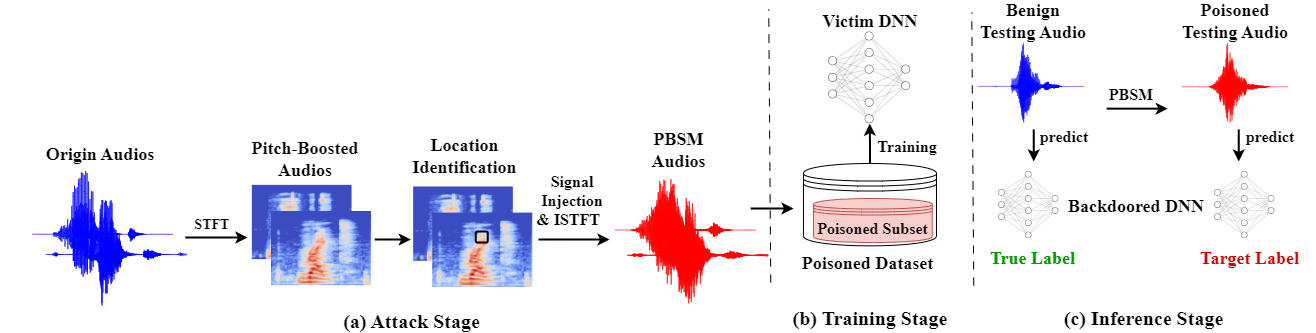 Origin Audios
STFT
Pitch-Boosted
Audios
Location
Identification
Signal
Injection
& ISTFT
PBSM
Audios
(a) Attack Stage
Victim DNN
Training
Poisoned Subset
Poisoned Dataset
(b) Training Stage
Benign
Testing Audio
PBSM
Poisoned
Testing Audio
predict
predict
Backdoored DNN
True Label
Target Label
(c) Inference Stage